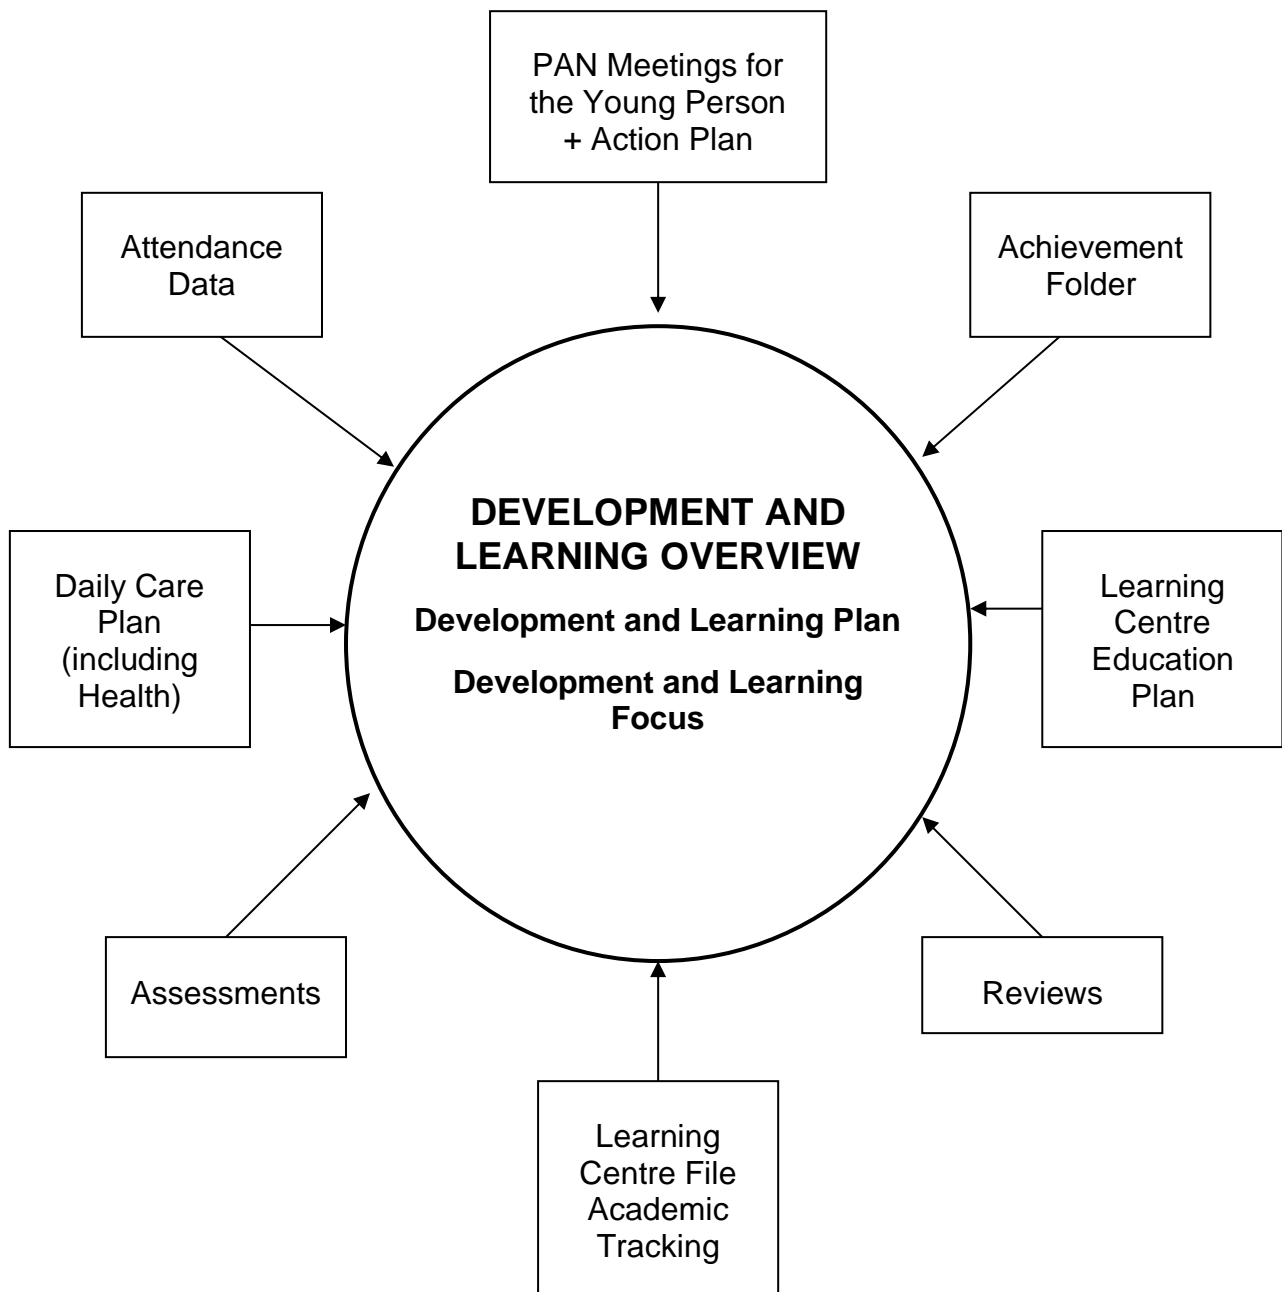 PAN Meetings for
the Young Person
+ Action Plan
Attendance
Data
Achievement
Folder
DEVELOPMENT AND
LEARNING OVERVIEW
Development and Learning Plan
Development and Learning
Focus
Daily Care
Plan
(including
Health)
Learning
Centre
Education
Plan
Assessments
Reviews
Learning
Centre File
Academic
Tracking